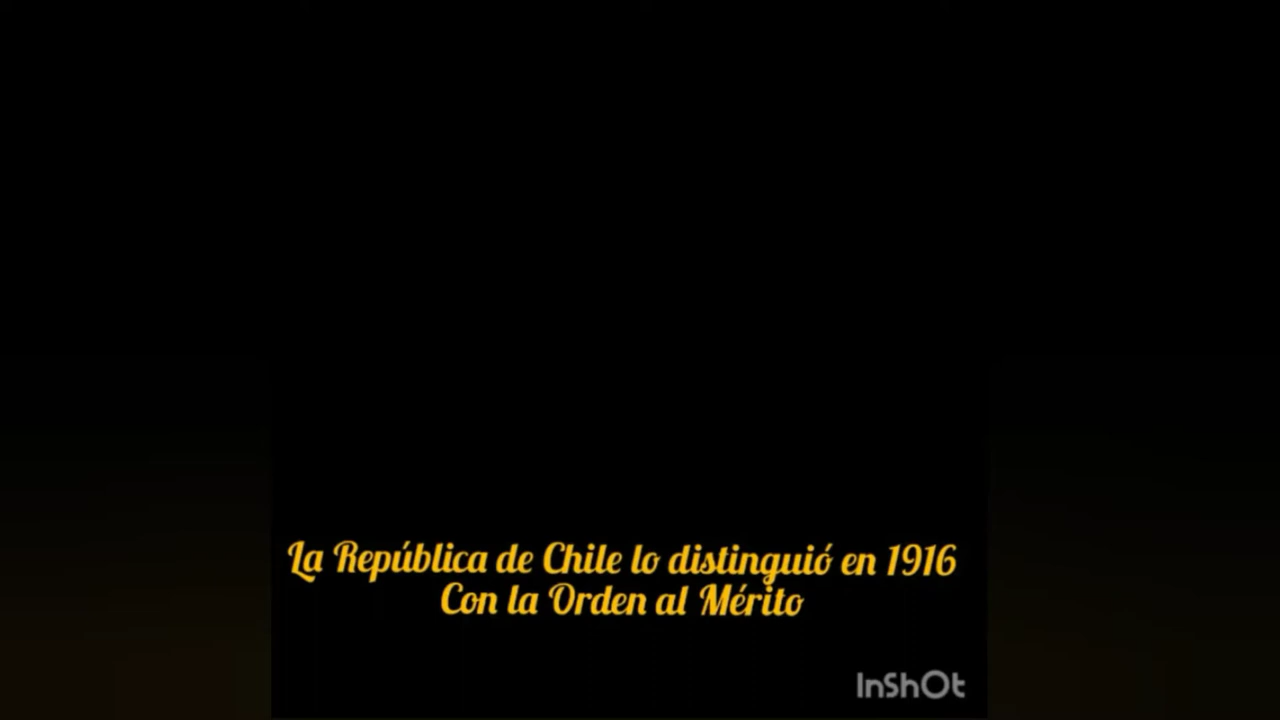 La República de Chile lo distinguió en 1916
Con la Orden al Mérito
InShOt